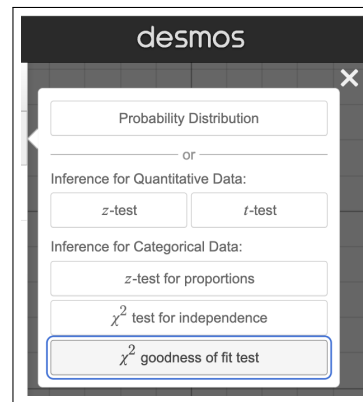 desmos
Probability Distribution
or
Inference for Quantitative Data:
z-test t-test
Inference for Categorical Data:
z-test for proportions
χ² test for independence
χ² goodness of fit test